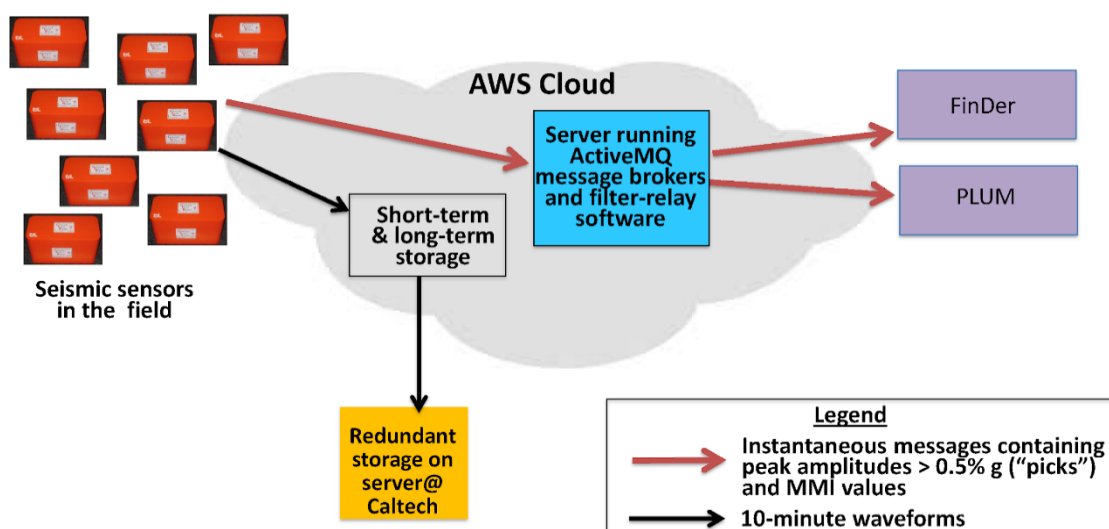 AWS Cloud
Seismic sensors
in the field
Server running
ActiveMQ
message brokers
and filter-relay
software
FinDer
PLUM
Short-term
& long-term
storage
Redundant
storage on
server@
Caltech
Legend
Instantaneous messages containing
peak amplitudes > 0.5% g (“picks”)
and MMI values
10-minute waveforms